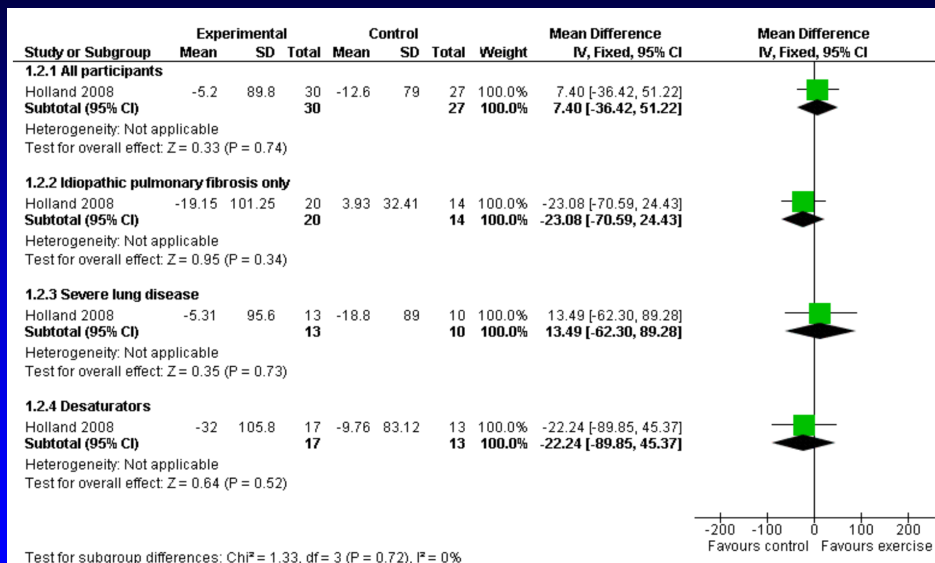 Experimental Control Mean Difference Mean Difference
Study or Subgroup Mean SD Total Mean SD Total Weight IV, Fixed, 95% CI IV, Fixed, 95% CI
1.2.1 All participants
Holland 2008 -5.2 89.8 30 -12.6 79 27 100.0% 7.40 [-36.42, 51.22]
Subtotal (95% CI) 30 27 100.0% 7.40 [-36.42, 51.22]
Heterogeneity: Not applicable
Test for overall effect: Z = 0.33 (P = 0.74)
1.2.2 Idiopathic pulmonary fibrosis only
Holland 2008 -19.15 101.25 20 3.93 32.41 14 100.0% -23.08 [-70.59, 24.43]
Subtotal (95% CI) 20 14 100.0% -23.08 [-70.59, 24.43]
Heterogeneity: Not applicable
Test for overall effect: Z = 0.95 (P = 0.34)
1.2.3 Severe lung disease
Holland 2008 -5.31 95.6 13 -18.8 89 10 100.0% 13.49 [-62.30, 89.28]
Subtotal (95% CI) 13 10 100.0% 13.49 [-62.30, 89.28]
Heterogeneity: Not applicable
Test for overall effect: Z = 0.35 (P = 0.73)
1.2.4 Desaturators
Holland 2008 -32 105.8 17 -9.76 83.12 13 100.0% -22.24 [-89.85, 45.37]
Subtotal (95% CI) 17 13 100.0% -22.24 [-89.85, 45.37]
Heterogeneity: Not applicable
Test for overall effect: Z = 0.64 (P = 0.52)
-200 -100 0 100 200
Favours control Favours exercise
Test for subgroup differences: Chi² = 1.33, df = 3 (P = 0.72), I² = 0%